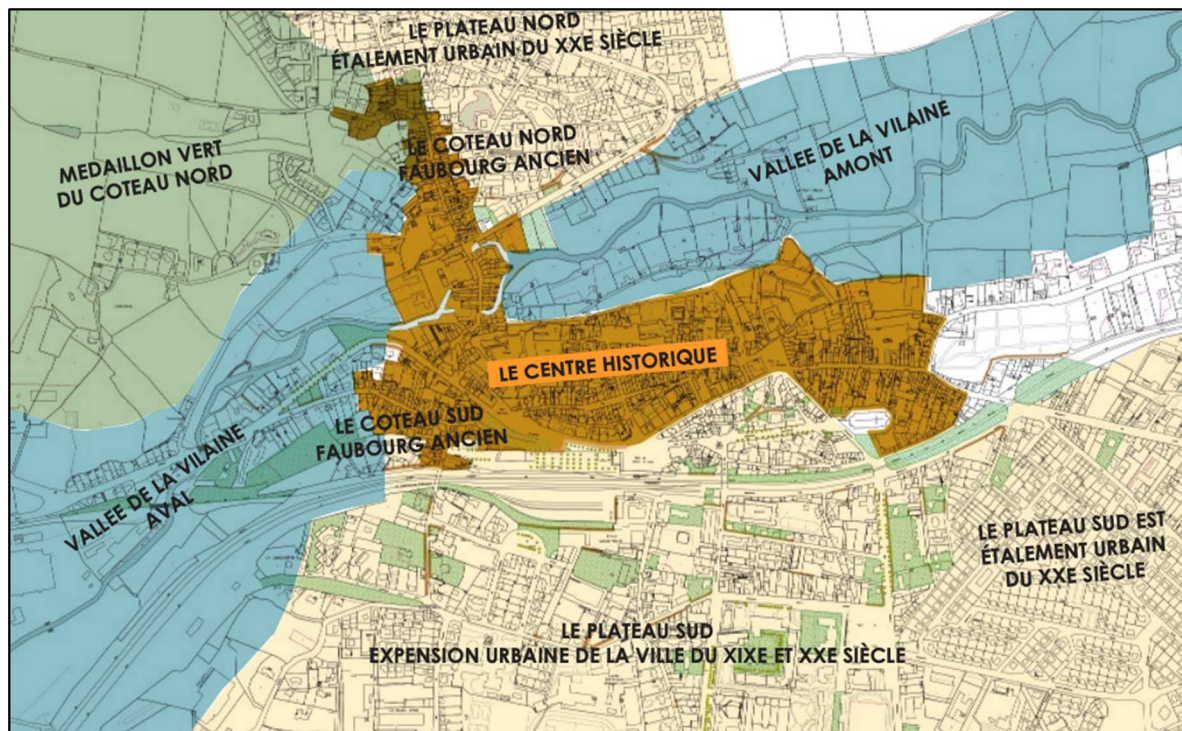 LE PLATEAU NORD
ÉTALEMENT URBAIN DU XXE SIÈCLE
MEDAILLON VERT
DU COTEAU NORD
LE COTEAU NORD
FAUBOURG ANCIEN
VALLEE DE LA VILAINE
AMONT
LE CENTRE HISTORIQUE
LE COTEAU SUD
FAUBOURG ANCIEN
VALLEE DE LA VILAINE
AVAL
LE PLATEAU SUD EST
ÉTALEMENT URBAIN
DU XXE SIÈCLE
LE PLATEAU SUD
EXPENSION URBAINE DE LA VILLE DU XIXE ET XXE SIÈCLE